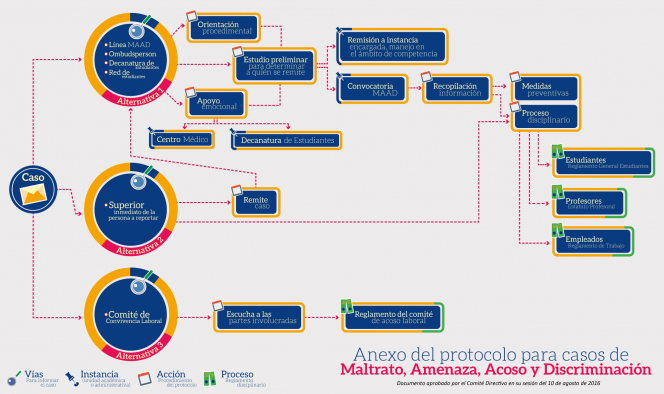 Caso
• Línea MAAD
• Ombudsperson
• Decanatura de
estudiantes
• Red de
estudiantes
Alternativa 1
Orientación
procedimental
Estudio preliminar
para determinar
a quién se remite
Apoyo
emocional
Centro Médico
Decanatura de Estudiantes
Remisión a instancia
encargada, manejo en
el ámbito de competencia
Convocatoria
MAAD
Recopilación
información
Medidas
preventivas
Proceso
disciplinario
Estudiantes
Reglamento General Estudiantes
Profesores
Estatuto Profesoral
Empleados
Reglamento de Trabajo
• Superior
inmediato de la
persona a reportar
Alternativa 2
Remite
caso
• Comité de
Convivencia Laboral
Alternativa 3
Escucha a las
partes involucradas
Reglamento del comité
de acoso laboral
Anexo del protocolo para casos de
Maltrato, Amenaza, Acoso y Discriminación
Documento aprobado por el Comité Directivo en su sesión del 10 de agosto de 2016
Vías
Para informar
el caso
Instancia
(unidad académica
o administrativa)
Acción
Procedimiento
del protocolo
Proceso
Reglamento
disciplinario